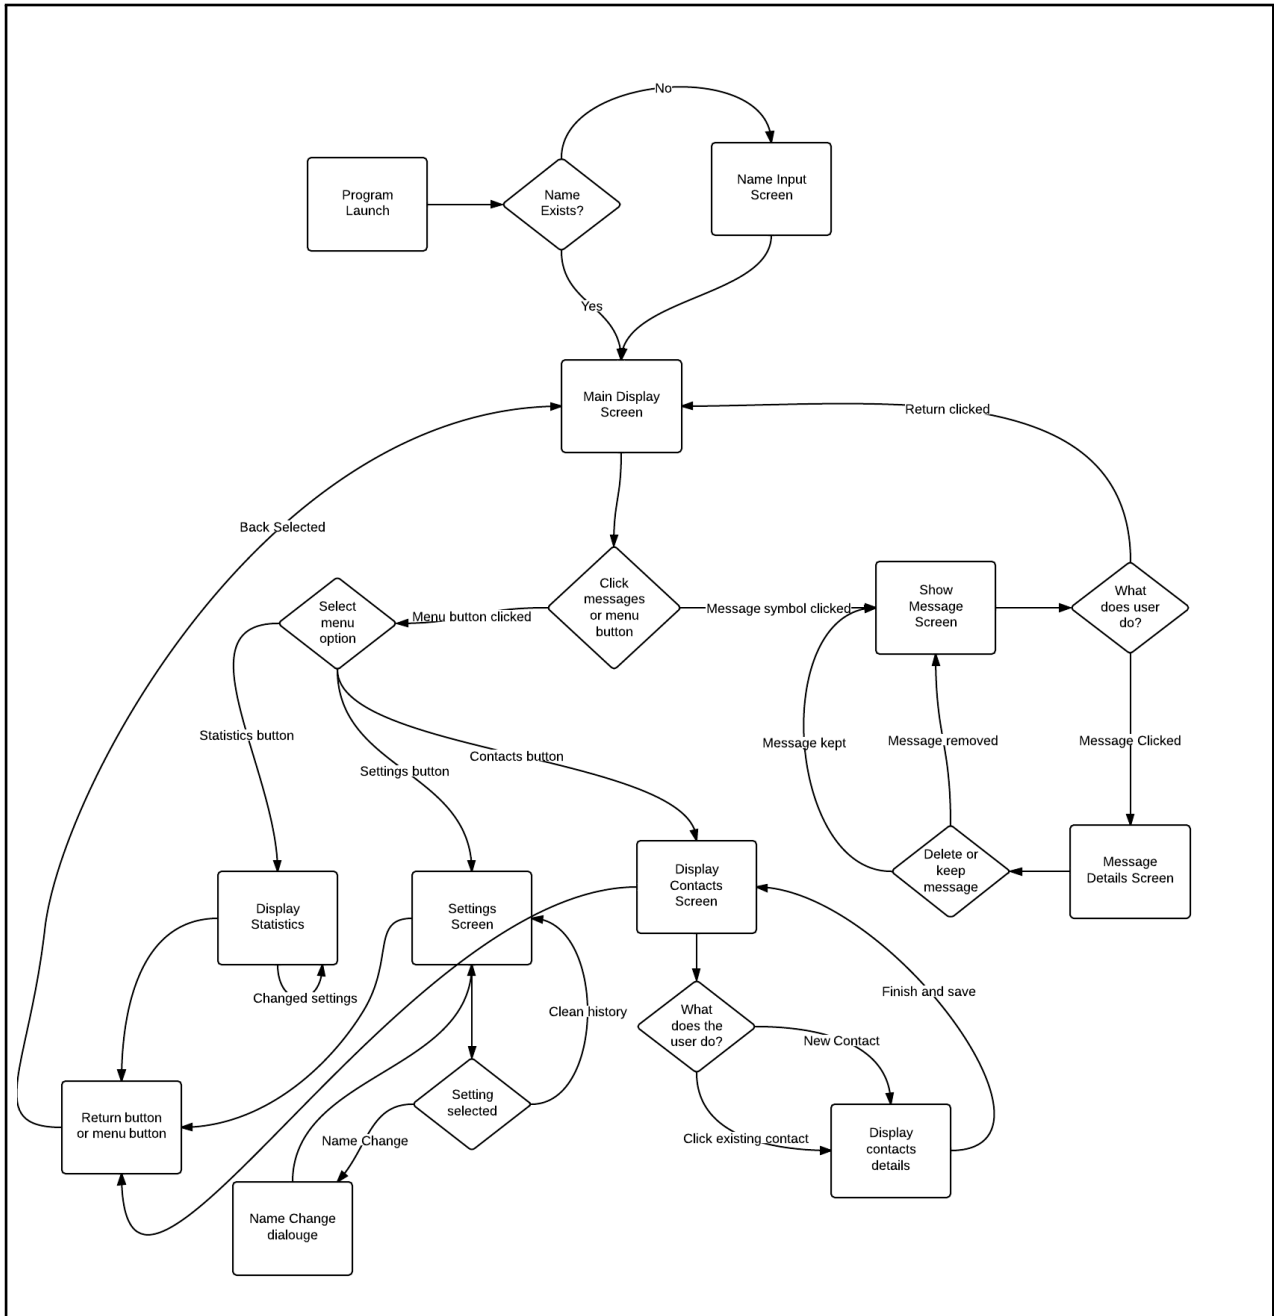 No
Program
Launch
Name
Exists?
Name Input
Screen
Yes
Main Display
Screen
Return clicked
Back Selected
Click
messages
or menu
button
Select
menu
option
Menu button clicked
Message symbol clicked
Show
Message
Screen
What
does user
do?
Statistics button
Settings button
Contacts button
Message kept
Message removed
Message Clicked
Display
Statistics
Settings
Screen
Display
Contacts
Screen
Delete or
keep
message
Message
Details Screen
Changed settings
Clean history
What
does the
user do?
Finish and save
New Contact
Return button
or menu button
Setting
selected
Name Change
Click existing contact
Display
contacts
details
Name Change
dialouge